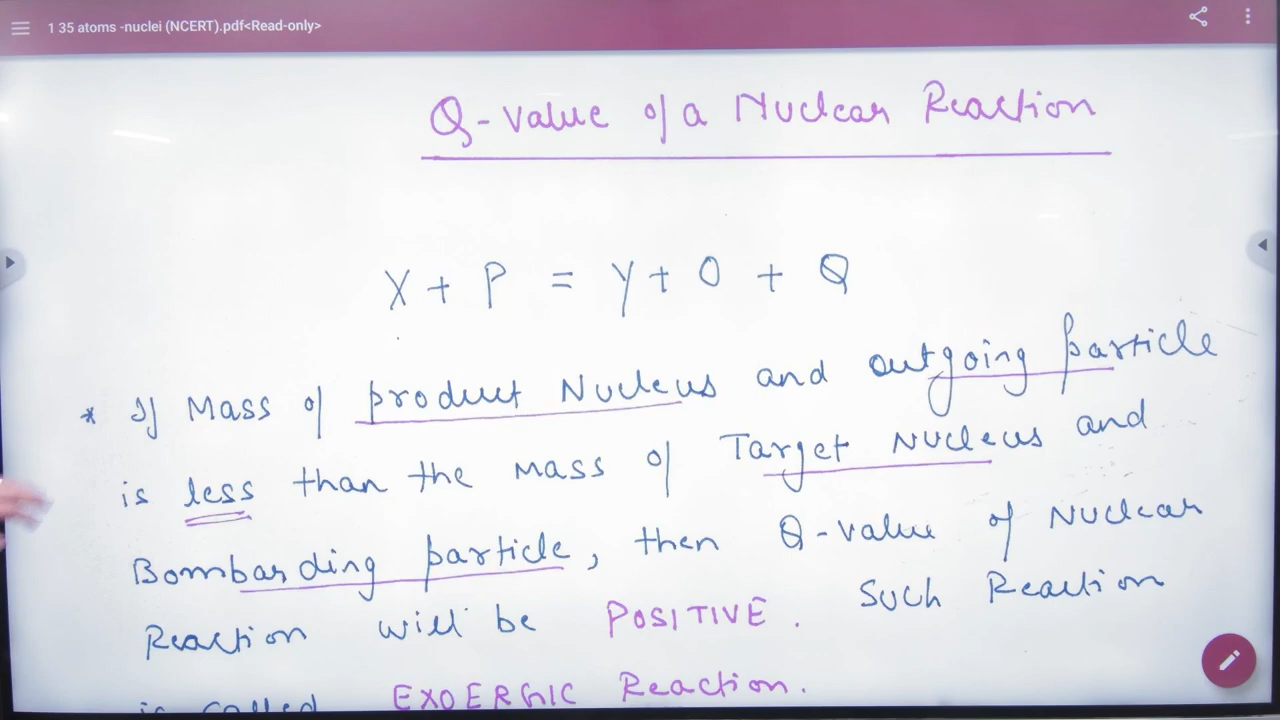 1 35 atoms -nuclei (NCERT).pdf<Read-only>
Q-value of a Nuclear Reaction
X + P = Y + O + Q
* If Mass of product Nucleus and outgoing particle
is less than the mass of Target Nucleus and
Bombarding particle, then Q-value of Nuclear
Reaction will be POSITIVE. Such Reaction
is called EXOERGIC Reaction.